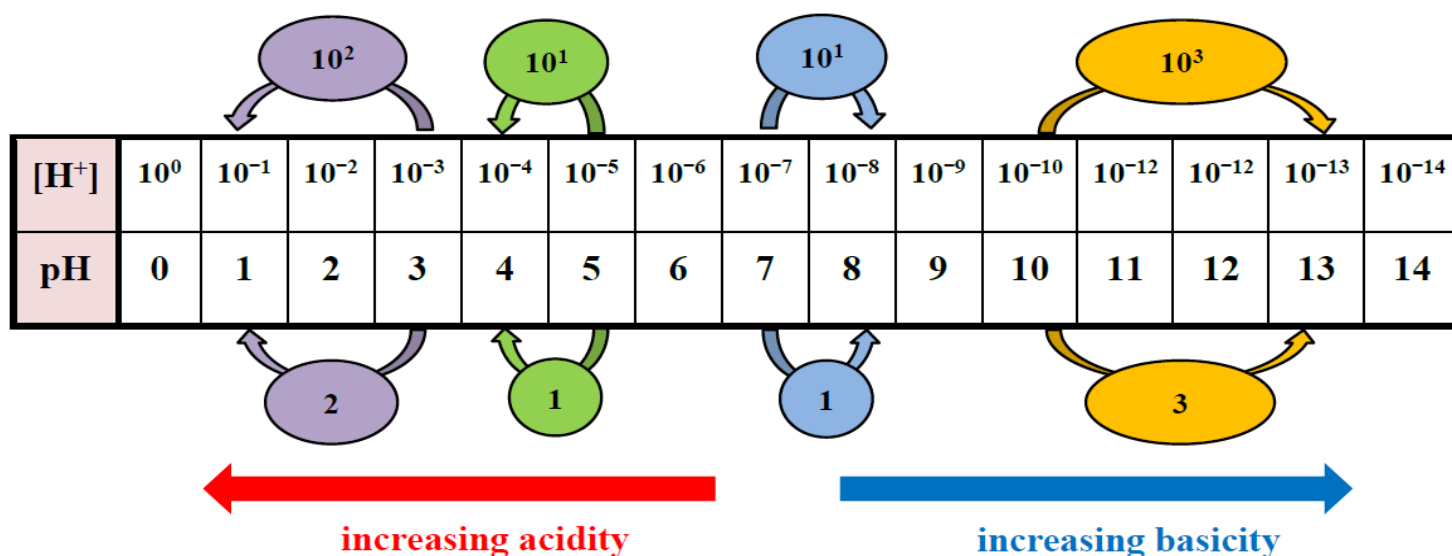 10² 10¹ 10¹ 10³
[H⁺] 10⁰ 10⁻¹ 10⁻² 10⁻³ 10⁻⁴ 10⁻⁵ 10⁻⁶ 10⁻⁷ 10⁻⁸ 10⁻⁹ 10⁻¹⁰ 10⁻¹² 10⁻¹² 10⁻¹³ 10⁻¹⁴
pH 0 1 2 3 4 5 6 7 8 9 10 11 12 13 14
2 1 1 3
increasing acidity increasing basicity